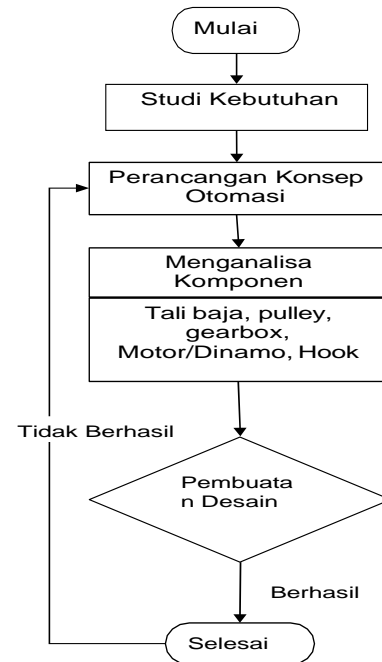 Mulai
Studi Kebutuhan
Perancangan Konsep
Otomasi
Menganalisa
Komponen
Tali baja, pulley,
gearbox,
Motor/Dinamo, Hook
Tidak Berhasil
Pembuata
n Desain
Berhasil
Selesai